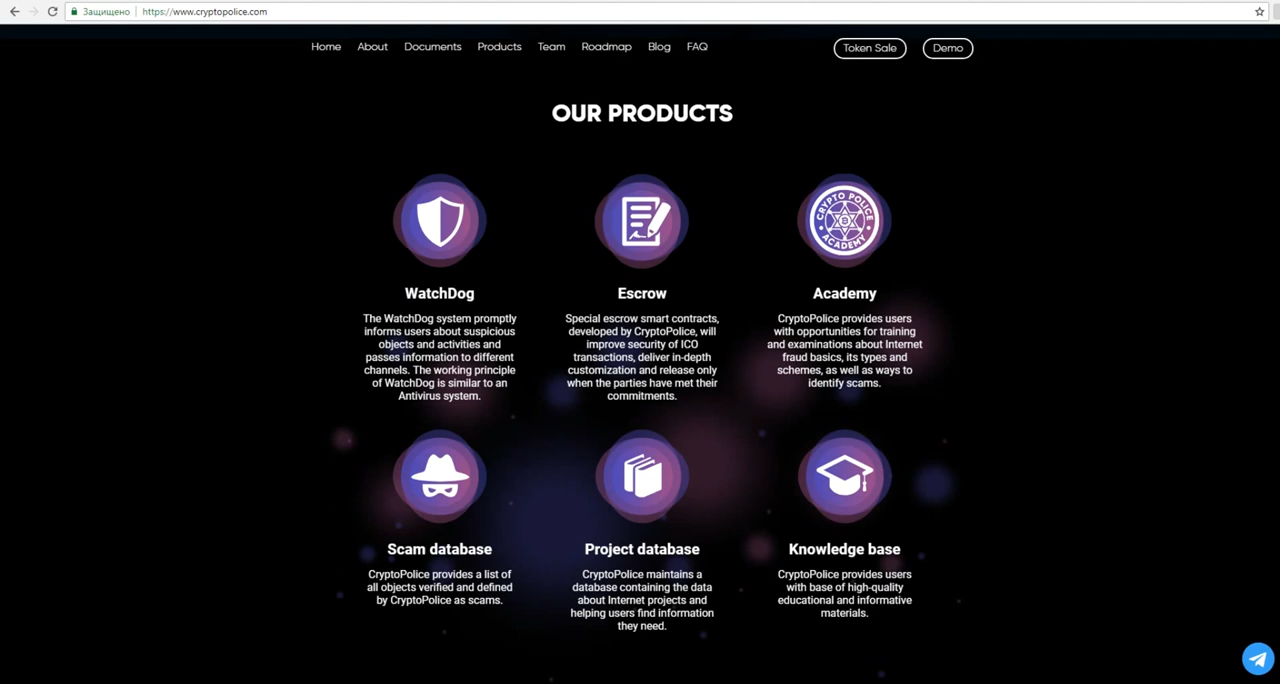 Защищено
https://www.cryptopolice.com
Home About Documents Products Team Roadmap Blog FAQ Token Sale Demo
OUR PRODUCTS
CRYPTO POLICE
B
ACADEMY
WatchDog
The WatchDog system promptly
informs users about suspicious
objects and activities and
passes information to different
channels. The working principle
of WatchDog is similar to an
Antivirus system.
Escrow
Special escrow smart contracts,
developed by CryptoPolice, will
improve security of ICO
transactions, deliver in-depth
customization and release only
when the parties have met their
commitments.
Academy
CryptoPolice provides users
with opportunities for training
and examinations about Internet
fraud basics, its types and
schemes, as well as ways to
identify scams.
Scam database
CryptoPolice provides a list of
all objects verified and defined
by CryptoPolice as scams.
Project database
CryptoPolice maintains a
database containing the data
about Internet projects and
helping users find information
they need.
Knowledge base
CryptoPolice provides users
with base of high-quality
educational and informative
materials.